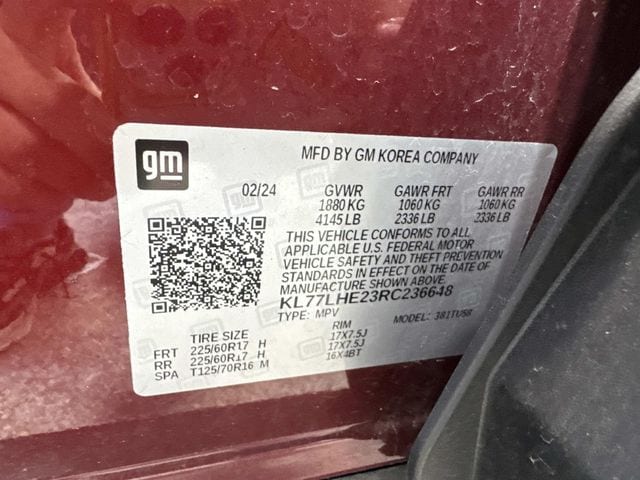 gm
MFD BY GM KOREA COMPANY
02/24 GVWR GAWR FRT GAWR RR
1880 KG 1060 KG 1060 KG
4145 LB 2336 LB 2336 LB
THIS VEHICLE CONFORMS TO ALL
APPLICABLE U.S. FEDERAL MOTOR
VEHICLE SAFETY AND THEFT PREVENTION
STANDARDS IN EFFECT ON THE DATE OF
MANUFACTURE SHOWN ABOVE.
KL77LHE23RC236648
TYPE: MPV MODEL:
TIRE SIZE RIM
FRT 225/60R17 H 17X7.5J
RR 225/60R17 H 17X7.5J
SPA T125/70R16 M 16X4BT